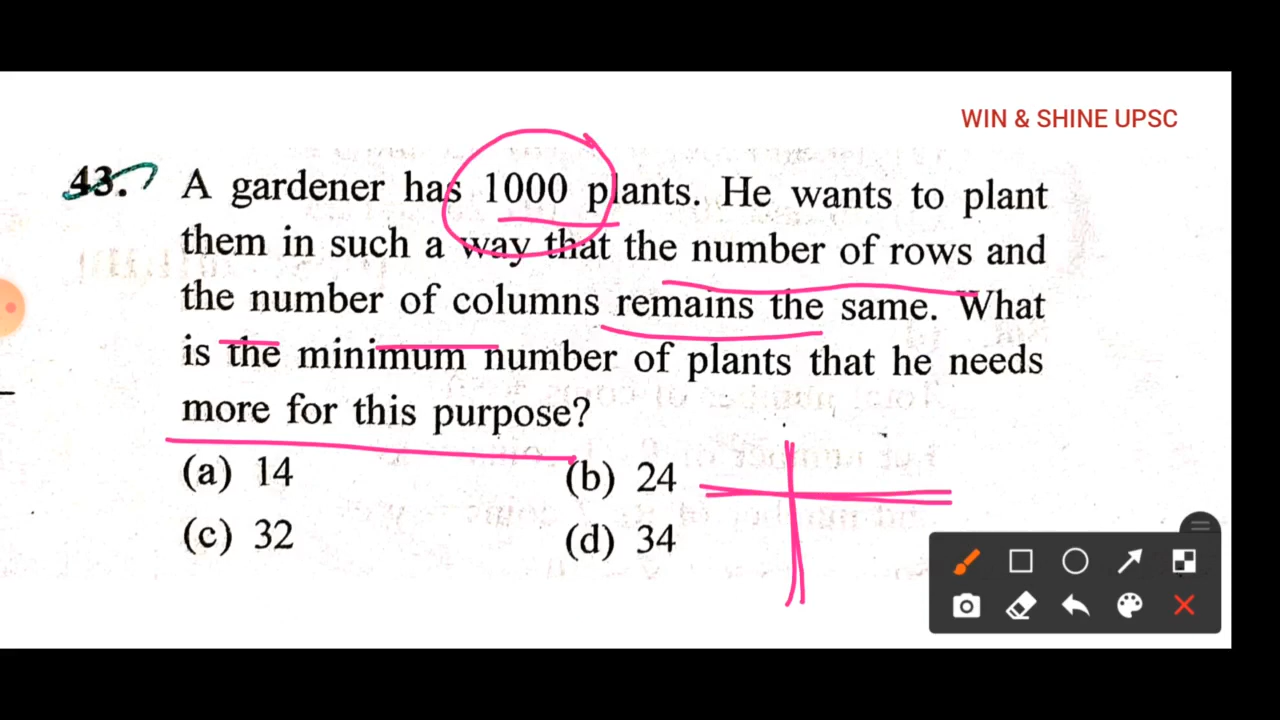 WIN & SHINE UPSC
43. A gardener has 1000 plants. He wants to plant
them in such a way that the number of rows and
the number of columns remains the same. What
is the minimum number of plants that he needs
more for this purpose?
(a) 14 (b) 24
(c) 32 (d) 34